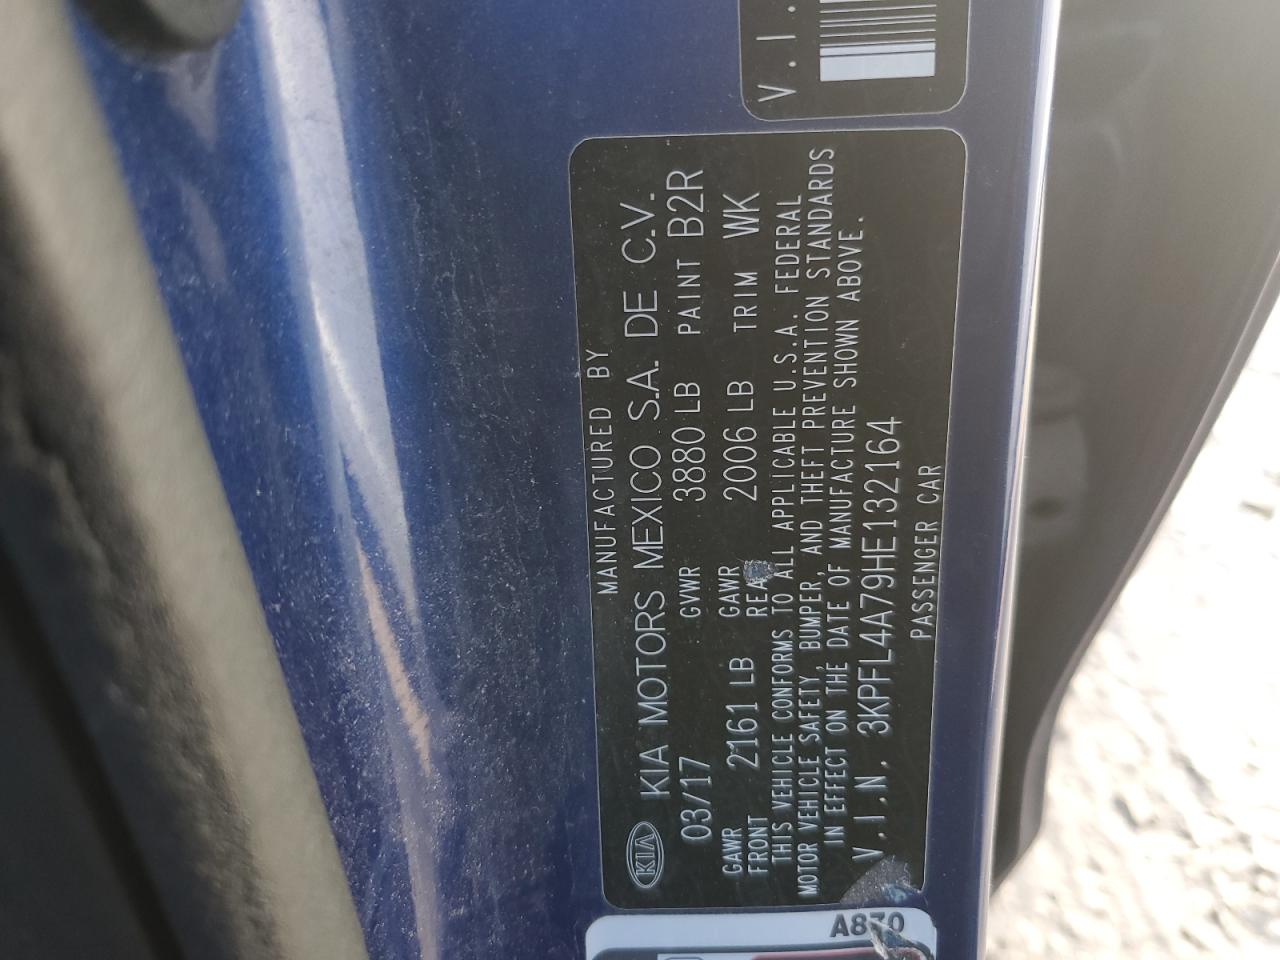 V.I.
MANUFACTURED BY
KIA KIA MOTORS MEXICO S.A. DE C.V.
03/17 GVWR 3880 LB PAINT B2R
GAWR FRONT 2161 LB GAWR REAR 2006 LB TRIM WK
THIS VEHICLE CONFORMS TO ALL APPLICABLE U.S.A. FEDERAL
MOTOR VEHICLE SAFETY, BUMPER, AND THEFT PREVENTION STANDARDS
IN EFFECT ON THE DATE OF MANUFACTURE SHOWN ABOVE.
V.I.N. 3KPFL4A79HE132164
PASSENGER CAR